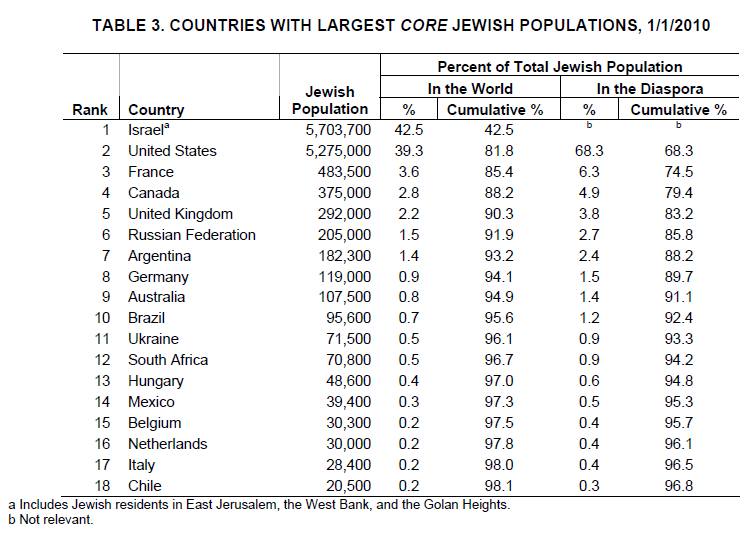 TABLE 3. COUNTRIES WITH LARGEST CORE JEWISH POPULATIONS, 1/1/2010
Percent of Total Jewish Population
Jewish In the World In the Diaspora
Rank Country Population % Cumulative % % Cumulative %
1 Israelᵃ 5,703,700 42.5 42.5 b b
2 United States 5,275,000 39.3 81.8 68.3 68.3
3 France 483,500 3.6 85.4 6.3 74.5
4 Canada 375,000 2.8 88.2 4.9 79.4
5 United Kingdom 292,000 2.2 90.3 3.8 83.2
6 Russian Federation 205,000 1.5 91.9 2.7 85.8
7 Argentina 182,300 1.4 93.2 2.4 88.2
8 Germany 119,000 0.9 94.1 1.5 89.7
9 Australia 107,500 0.8 94.9 1.4 91.1
10 Brazil 95,600 0.7 95.6 1.2 92.4
11 Ukraine 71,500 0.5 96.1 0.9 93.3
12 South Africa 70,800 0.5 96.7 0.9 94.2
13 Hungary 48,600 0.4 97.0 0.6 94.8
14 Mexico 39,400 0.3 97.3 0.5 95.3
15 Belgium 30,300 0.2 97.5 0.4 95.7
16 Netherlands 30,000 0.2 97.8 0.4 96.1
17 Italy 28,400 0.2 98.0 0.4 96.5
18 Chile 20,500 0.2 98.1 0.3 96.8
a Includes Jewish residents in East Jerusalem, the West Bank, and the Golan Heights.
b Not relevant.